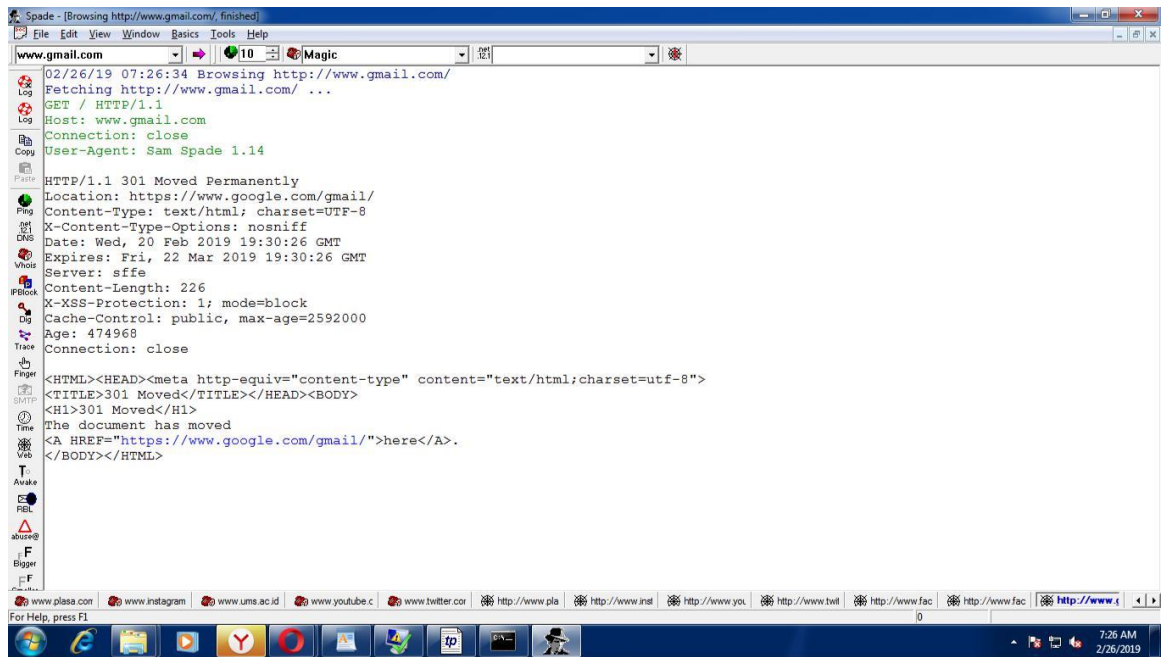 Spade - [Browsing http://www.gmail.com/, finished]
File Edit View Window Basics Tools Help
www.gmail.com 10 Magic .net 12.1
02/26/19 07:26:34 Browsing http://www.gmail.com/
Fetching http://www.gmail.com/ ...
GET / HTTP/1.1
Host: www.gmail.com
Connection: close
User-Agent: Sam Spade 1.14
HTTP/1.1 301 Moved Permanently
Location: https://www.google.com/gmail/
Content-Type: text/html; charset=UTF-8
X-Content-Type-Options: nosniff
Date: Wed, 20 Feb 2019 19:30:26 GMT
Expires: Fri, 22 Mar 2019 19:30:26 GMT
Server: sffe
Content-Length: 226
X-XSS-Protection: 1; mode=block
Cache-Control: public, max-age=2592000
Age: 474968
Connection: close
<HTML><HEAD><meta http-equiv="content-type" content="text/html;charset=utf-8">
<TITLE>301 Moved</TITLE></HEAD><BODY>
<H1>301 Moved</H1>
The document has moved
<A HREF="https://www.google.com/gmail/">here</A>.
</BODY></HTML>
Log
Log
Copy
Paste
Ping
.net
12.1
DNS
Whois
IPBlock
Dig
Trace
Finger
SMTP
Time
Web
Awake
RBL
abuse@
Bigger
www.plasa.com www.instagram www.ums.ac.id www.youtube.c www.twitter.cor http://www.pla http://www.inst http://www.you http://www.twit http://www.fac http://www.fac http://www.g
For Help, press F1 0
tp
7:26 AM
2/26/2019